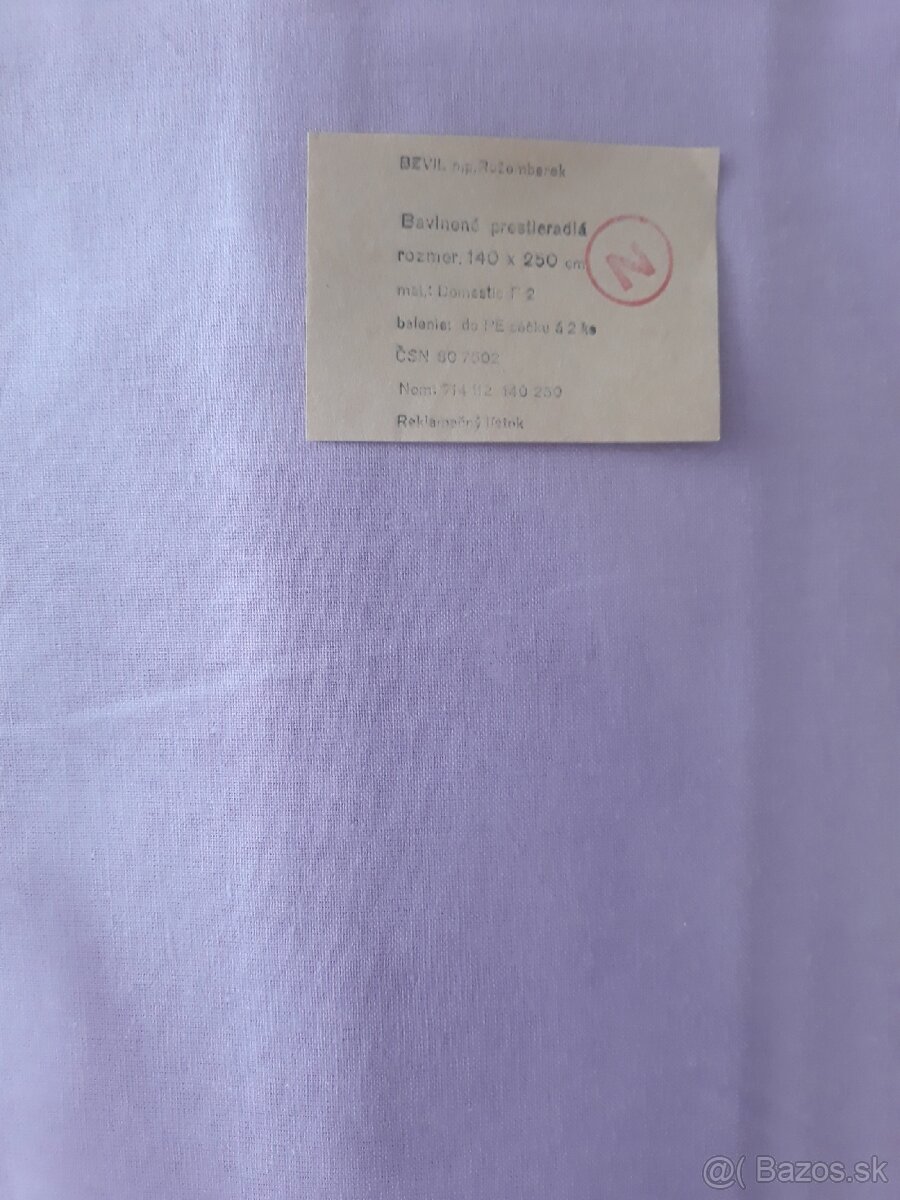 BEVIL n.p. Ružomberok
Bavlnené prestieradlá
rozmer. 140 x 250 cm
mat.: Domestic 2
balenie: do PE sáčku á 2 ks
ČSN 80 7502
Nom. 714 112 140 250
Reklamačný lístok
N
@( Bazos.sk